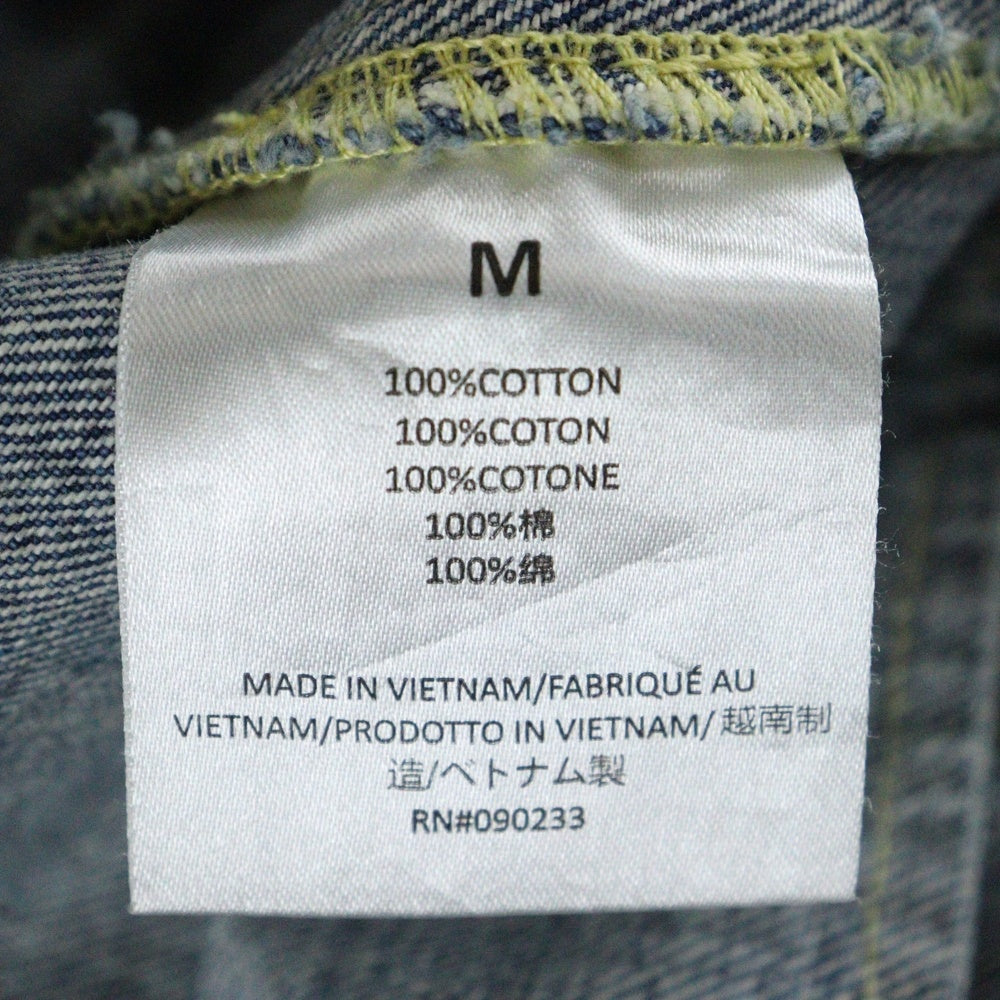 M
100%COTTON
100%COTON
100%COTONE
100%棉
100%绵
MADE IN VIETNAM/FABRIQUÉ AU
VIETNAM/PRODOTTO IN VIETNAM/ 越南制
造/ベトナム製
RN#090233